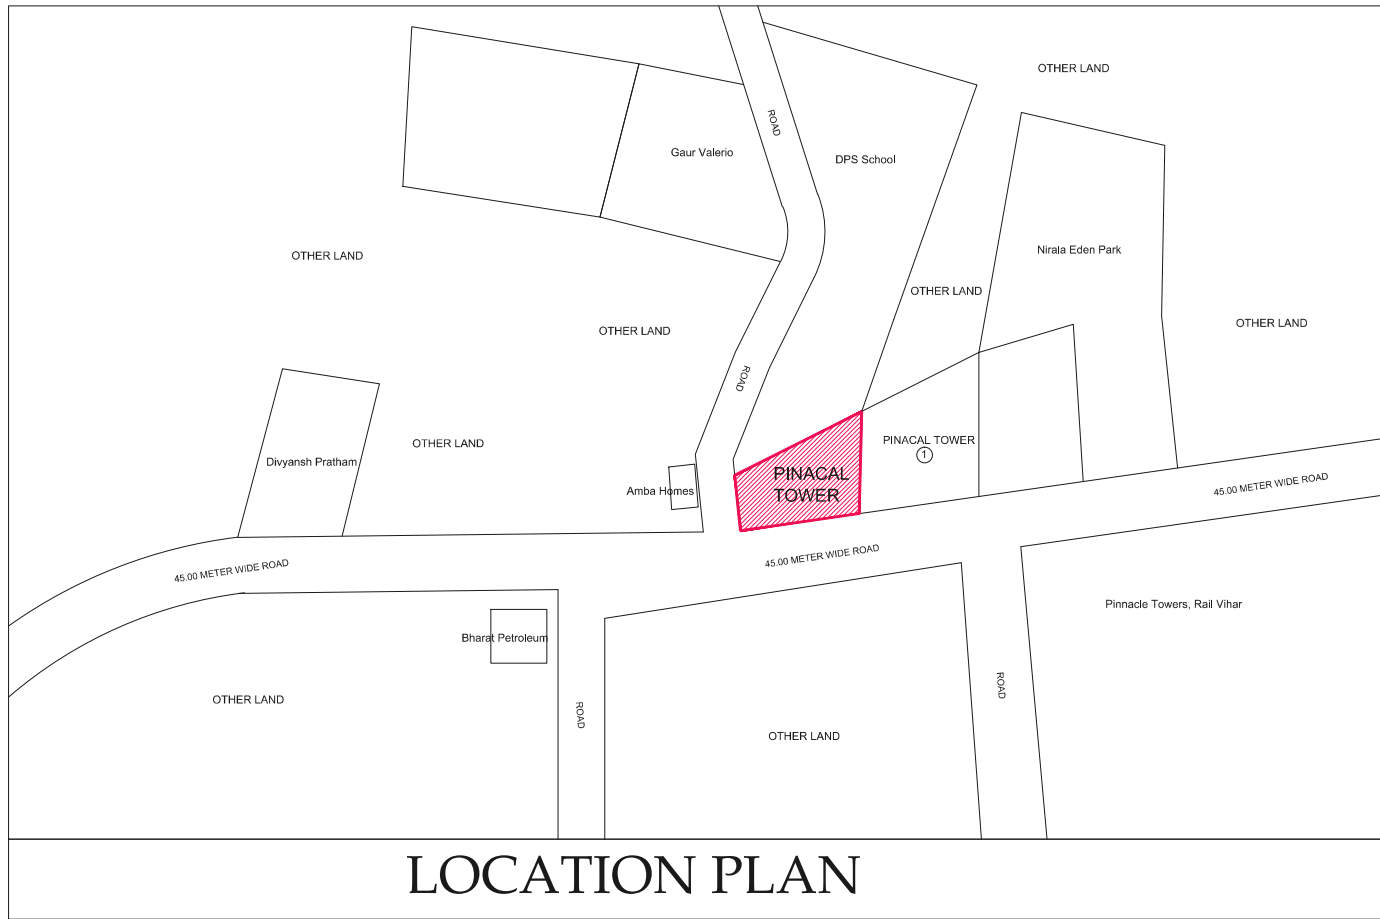 OTHER LAND
ROAD
Gaur Valerio
DPS School
Nirala Eden Park
OTHER LAND
OTHER LAND
OTHER LAND
OTHER LAND
ROAD
OTHER LAND
PINACAL TOWER
1
Divyansh Pratham
PINACAL
TOWER
Amba Homes
45.00 METER WIDE ROAD
45.00 METER WIDE ROAD
45.00 METER WIDE ROAD
Pinnacle Towers, Rail Vihar
Bharat Petroleum
ROAD
OTHER LAND
ROAD
OTHER LAND
LOCATION PLAN